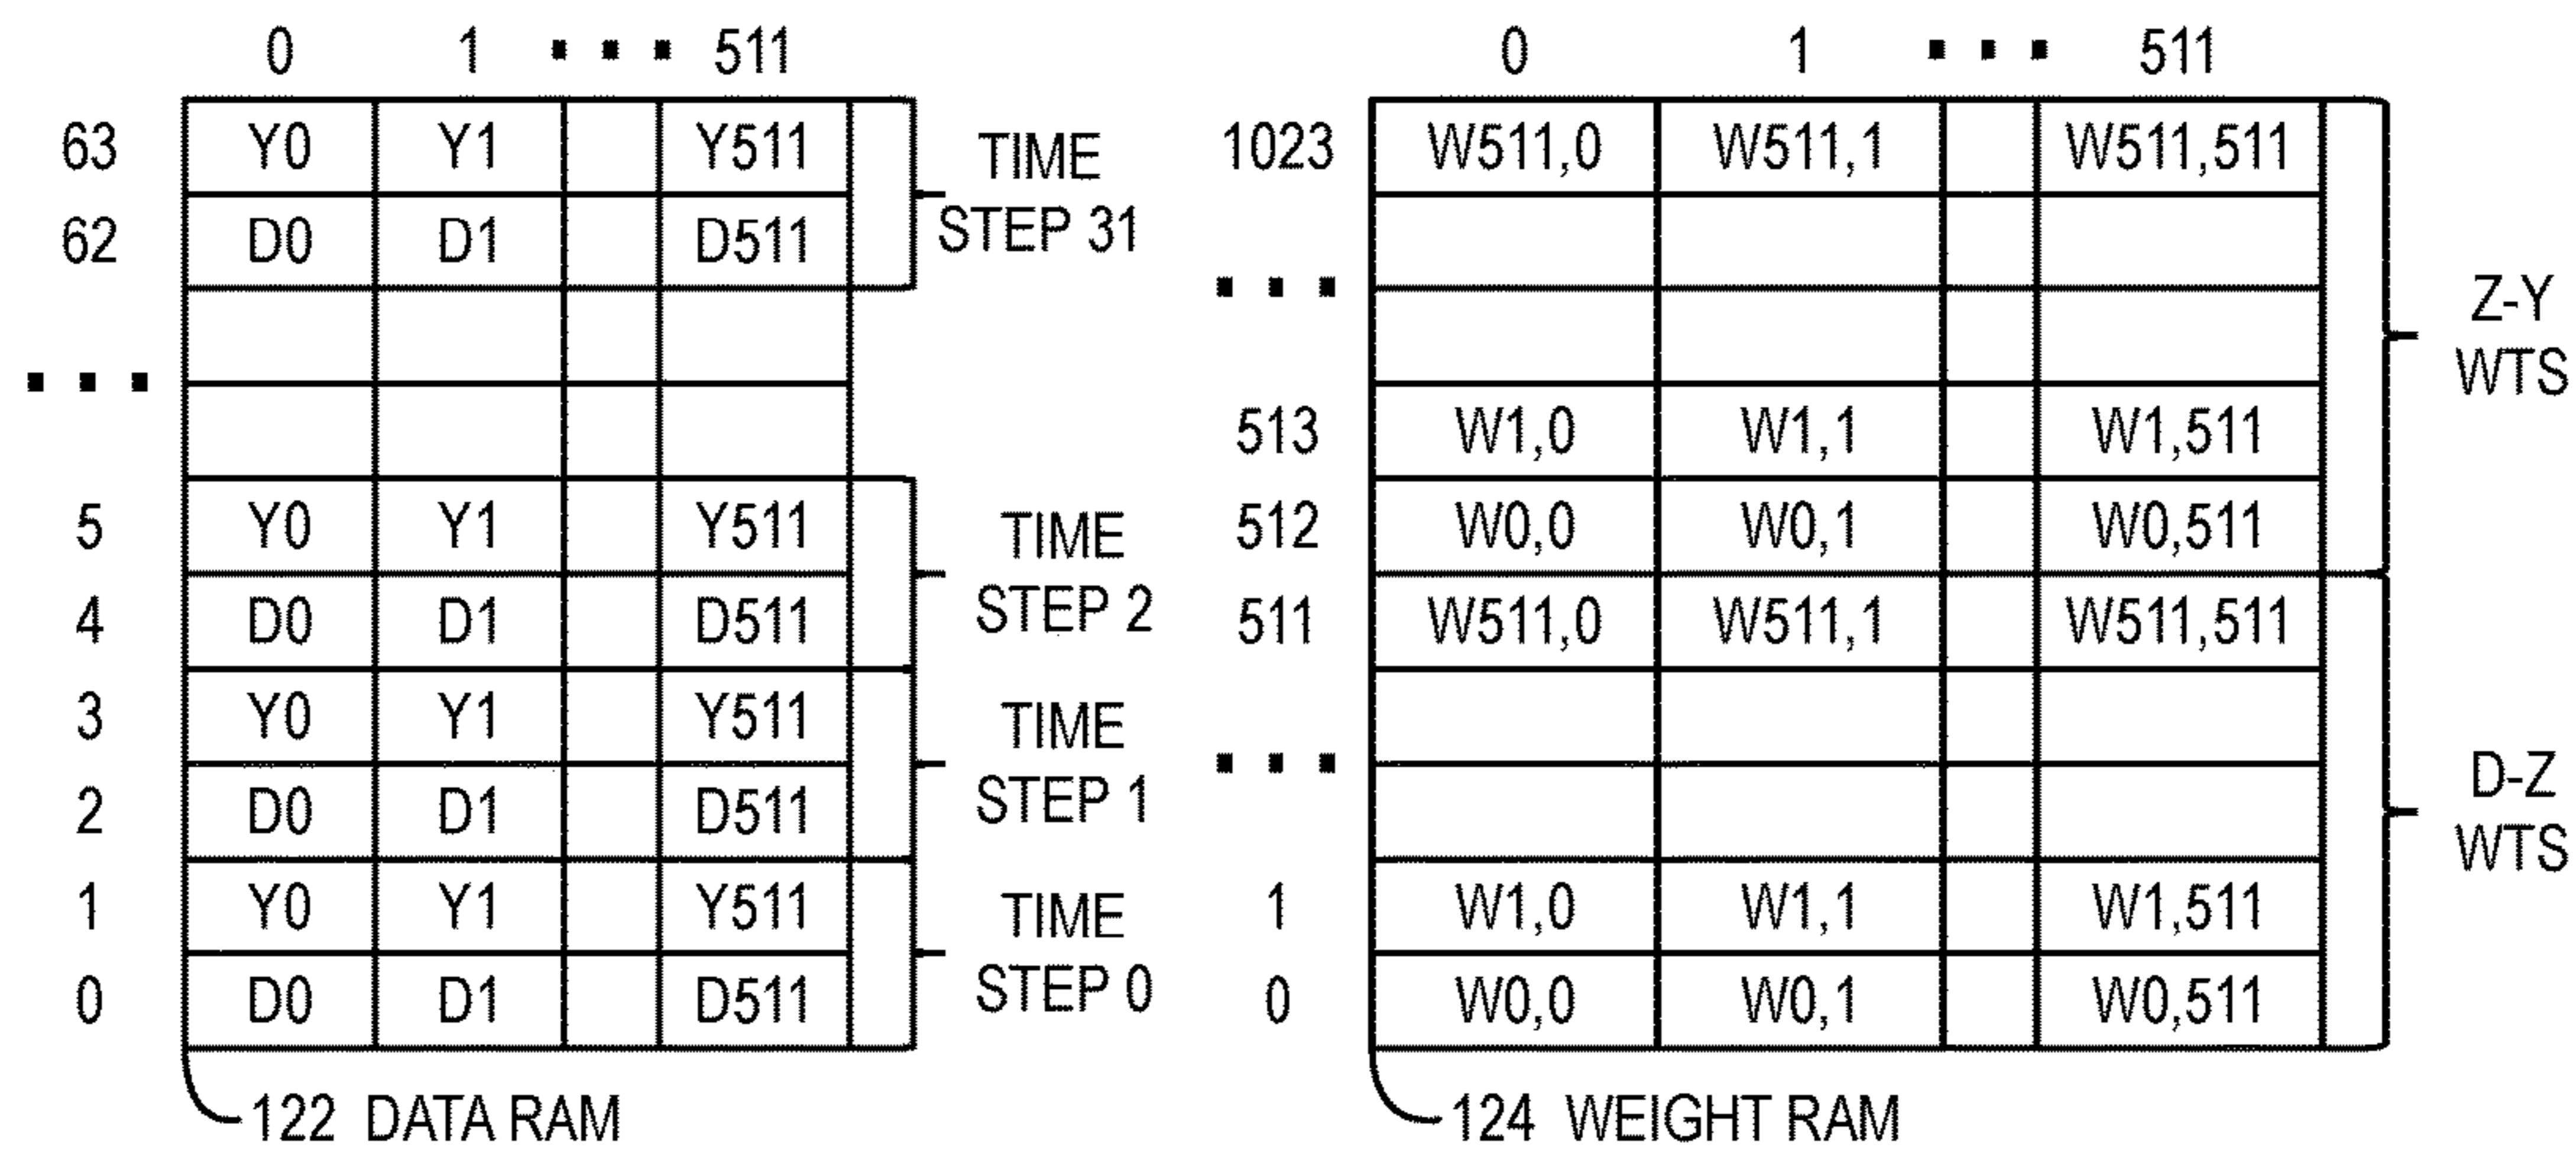 0 1 ... 511
63 Y0 Y1 Y511
62 D0 D1 D511
TIME
STEP 31
...
5 Y0 Y1 Y511
4 D0 D1 D511
TIME
STEP 2
3 Y0 Y1 Y511
2 D0 D1 D511
TIME
STEP 1
1 Y0 Y1 Y511
0 D0 D1 D511
TIME
STEP 0
122 DATA RAM
0 1 ... 511
1023 W511,0 W511,1 W511,511
...
513 W1,0 W1,1 W1,511
512 W0,0 W0,1 W0,511
Z-Y
WTS
511 W511,0 W511,1 W511,511
...
1 W1,0 W1,1 W1,511
0 W0,0 W0,1 W0,511
D-Z
WTS
124 WEIGHT RAM